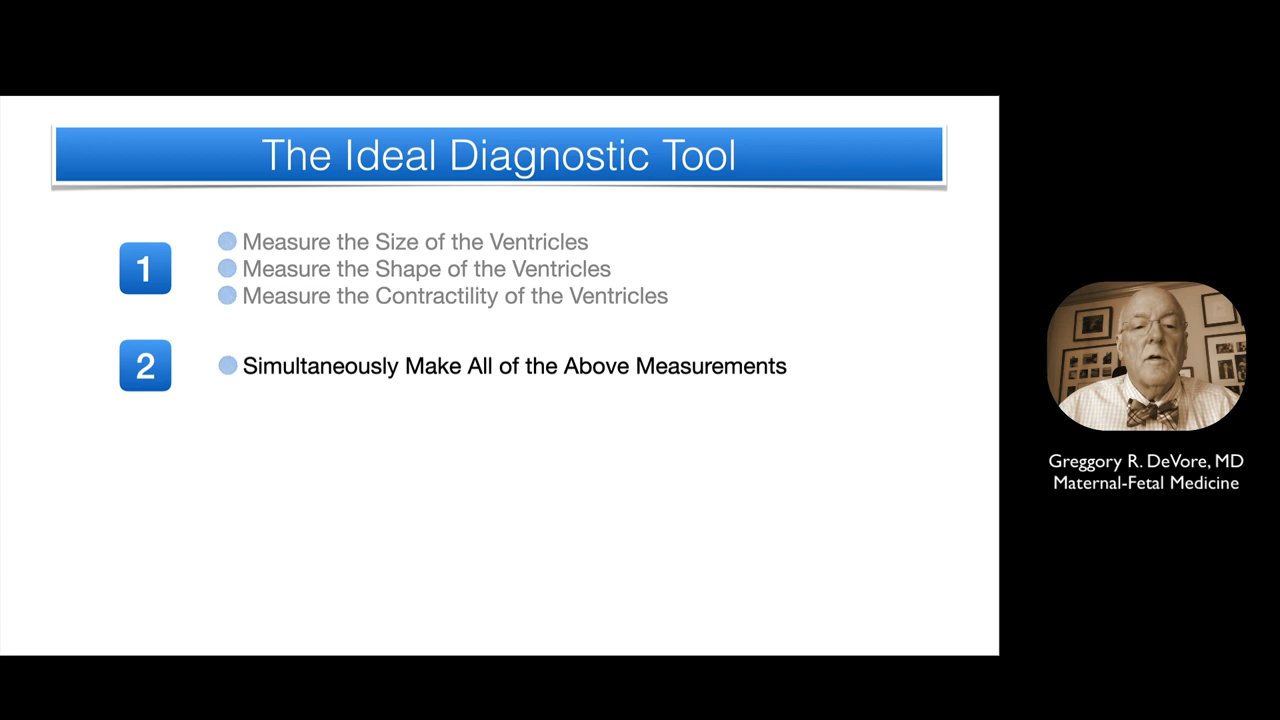 The Ideal Diagnostic Tool
1
Measure the Size of the Ventricles
Measure the Shape of the Ventricles
Measure the Contractility of the Ventricles
2
Simultaneously Make All of the Above Measurements
Greggory R. DeVore, MD
Maternal-Fetal Medicine